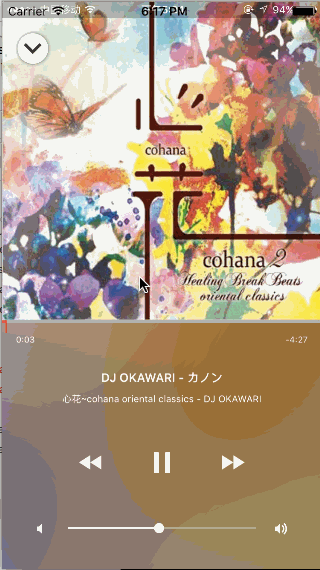 Carrier 6:17 PM 94%
心花
cohana
cohana 2
Healing Break Beats
oriental classics
0:03 -4:27
DJ OKAWARI - カノン
心花~cohana oriental classics - DJ OKAWARI